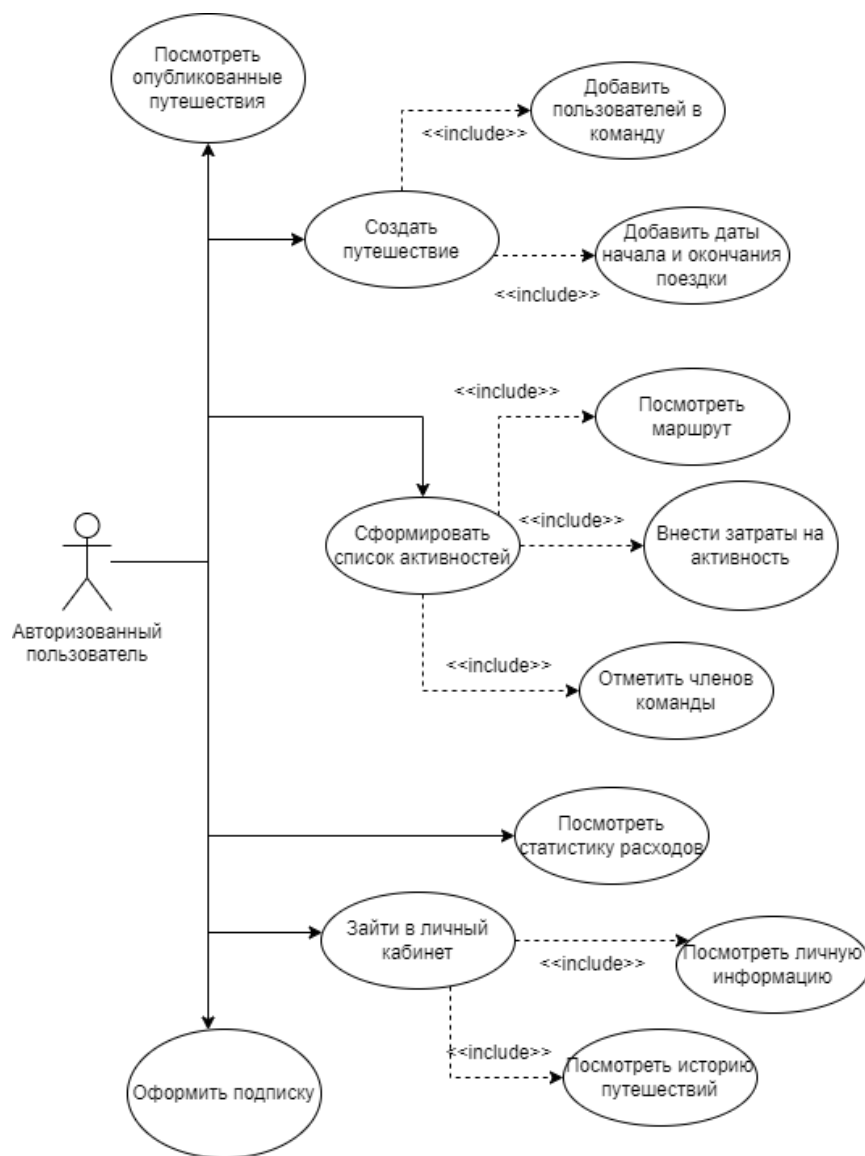 Посмотреть
опубликованные
путешествия
Добавить
пользователей в
команду
<<include>>
Создать
путешествие
Добавить даты
начала и окончания
поездки
<<include>>
<<include>>
Посмотреть
маршрут
Сформировать
список активностей
<<include>>
Внести затраты на
активность
Авторизованный
пользователь
<<include>>
Отметить членов
команды
Посмотреть
статистику расходов
Зайти в личный
кабинет
<<include>>
Посмотреть личную
информацию
<<include>>
Посмотреть историю
путешествий
Оформить подписку